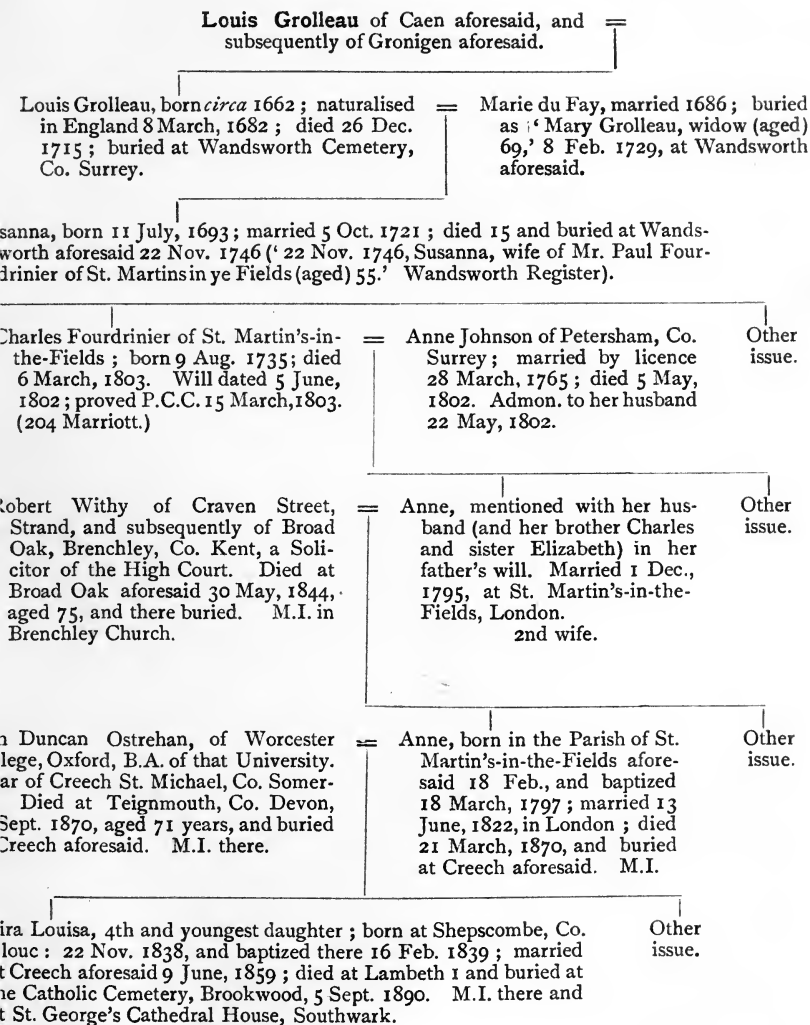 Louis Grolleau of Caen aforesaid, and =
subsequently of Gronigen aforesaid.
Louis Grolleau, born circa 1662 ; naturalised
in England 8 March, 1682 ; died 26 Dec.
1715 ; buried at Wandsworth Cemetery,
Co. Surrey.
=
Marie du Fay, married 1686 ; buried
as ‘ Mary Grolleau, widow (aged)
69,’ 8 Feb. 1729, at Wandsworth
aforesaid.
sanna, born 11 July, 1693 ; married 5 Oct. 1721 ; died 15 and buried at Wands-
worth aforesaid 22 Nov. 1746 (‘ 22 Nov. 1746, Susanna, wife of Mr. Paul Four-
drinier of St. Martins in ye Fields (aged) 55.’ Wandsworth Register).
Charles Fourdrinier of St. Martin's-in-
the-Fields ; born 9 Aug. 1735 ; died
6 March, 1803. Will dated 5 June,
1802 ; proved P.C.C. 15 March, 1803.
(204 Marriott.)
=
Anne Johnson of Petersham, Co.
Surrey ; married by licence
28 March, 1765 ; died 5 May,
1802. Admon. to her husband
22 May, 1802.
Other
issue.
Robert Withy of Craven Street,
Strand, and subsequently of Broad
Oak, Brenchley, Co. Kent, a Soli-
citor of the High Court. Died at
Broad Oak aforesaid 30 May, 1844,
aged 75, and there buried. M.I. in
Brenchley Church.
=
Anne, mentioned with her hus-
band (and her brother Charles
and sister Elizabeth) in her
father's will. Married 1 Dec.,
1795, at St. Martin's-in-the-
Fields, London.
2nd wife.
Other
issue.
n Duncan Ostrehan, of Worcester
lege, Oxford, B.A. of that University.
ar of Creech St. Michael, Co. Somer-
Died at Teignmouth, Co. Devon,
Sept. 1870, aged 71 years, and buried
Creech aforesaid. M.I. there.
=
Anne, born in the Parish of St.
Martin's-in-the-Fields afore-
said 18 Feb., and baptized
18 March, 1797 ; married 13
June, 1822, in London ; died
21 March, 1870, and buried
at Creech aforesaid. M.I.
Other
issue.
ira Louisa, 4th and youngest daughter ; born at Shepscombe, Co.
louc : 22 Nov. 1838, and baptized there 16 Feb. 1839 ; married
t Creech aforesaid 9 June, 1859 ; died at Lambeth 1 and buried at
he Catholic Cemetery, Brookwood, 5 Sept. 1890. M.I. there and
t St. George's Cathedral House, Southwark.
Other
issue.